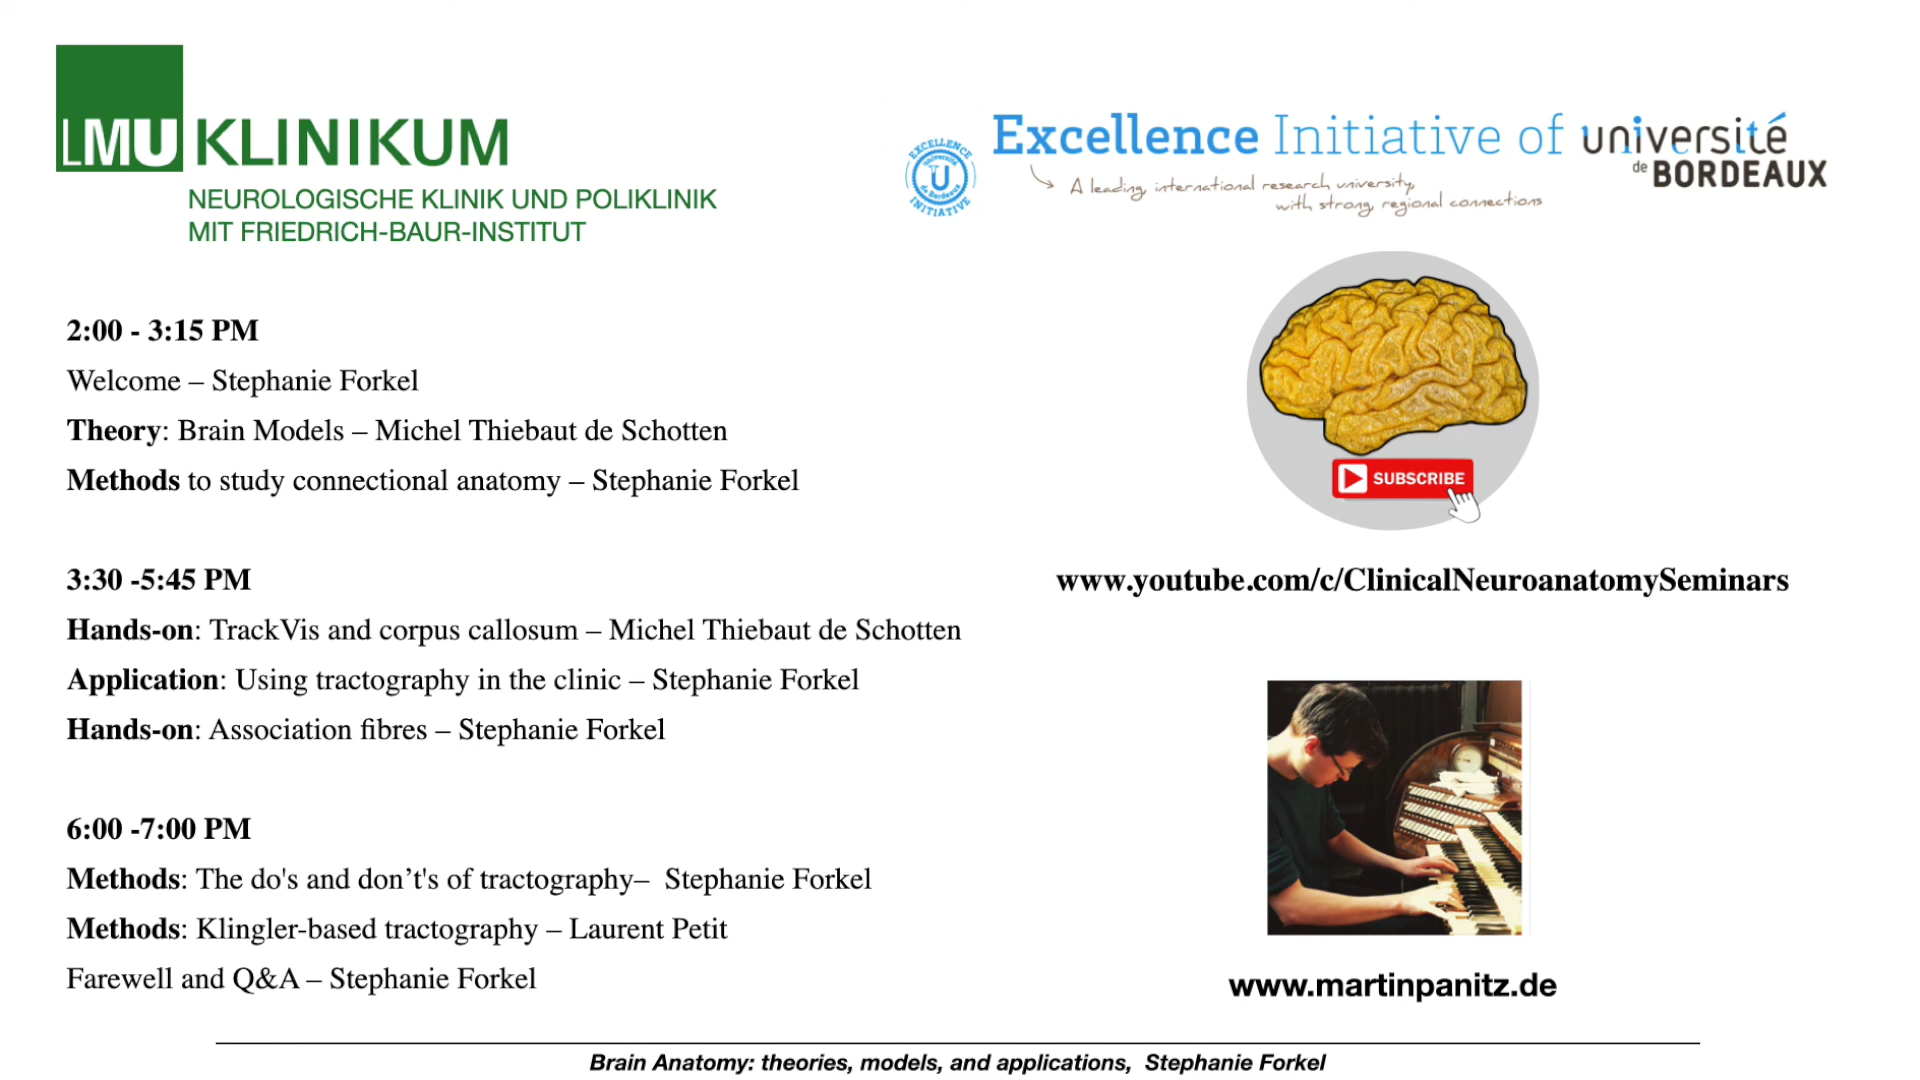 LMU KLINIKUM
NEUROLOGISCHE KLINIK UND POLIKLINIK
MIT FRIEDRICH-BAUR-INSTITUT
EXCELLENCE
université
U
de Bordeaux
INITIATIVE
Excellence Initiative of université
de BORDEAUX
A leading, international research university,
with strong, regional connections
2:00 - 3:15 PM
Welcome – Stephanie Forkel
Theory: Brain Models – Michel Thiebaut de Schotten
Methods to study connectional anatomy – Stephanie Forkel
3:30 -5:45 PM
Hands-on: TrackVis and corpus callosum – Michel Thiebaut de Schotten
Application: Using tractography in the clinic – Stephanie Forkel
Hands-on: Association fibres – Stephanie Forkel
6:00 -7:00 PM
Methods: The do's and don’t's of tractography–  Stephanie Forkel
Methods: Klingler-based tractography – Laurent Petit
Farewell and Q&A – Stephanie Forkel
SUBSCRIBE
www.youtube.com/c/ClinicalNeuroanatomySeminars
www.martinpanitz.de
Brain Anatomy: theories, models, and applications,  Stephanie Forkel